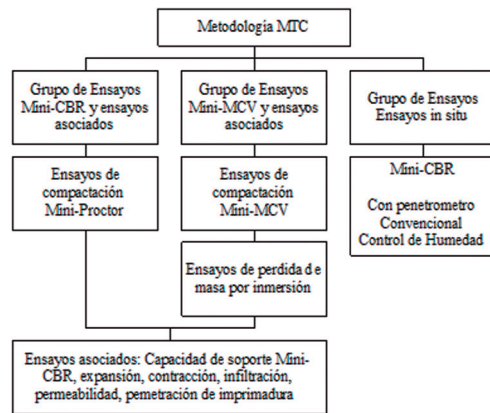 Metodología MTC
Grupo de Ensayos
Mini-CBR y ensayos
asociados
Grupo de Ensayos
Mini-MCV y ensayos
asociados
Grupo de Ensayos
Ensayos in situ
Ensayos de
compactación
Mini-Proctor
Ensayos de
compactación
Mini-MCV
Mini-CBR
Con penetrometro
Convencional
Control de Humedad
Ensayos de perdida de
masa por inmersión
Ensayos asociados: Capacidad de soporte Mini-
CBR, expansión, contracción, infiltración,
permeabilidad, pemetración de imprimadura